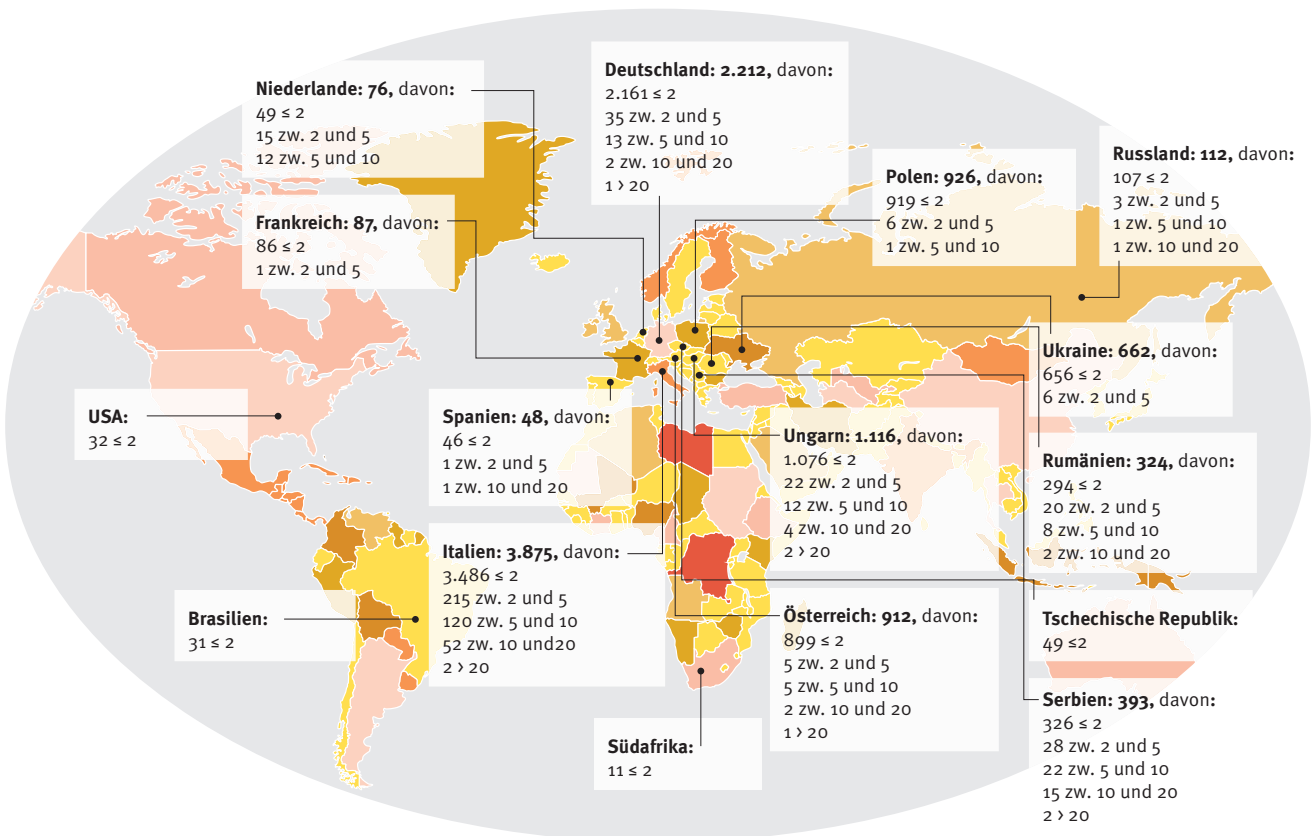 Niederlande: 76, davon:
49 ≤ 2
15 zw. 2 und 5
12 zw. 5 und 10
Deutschland: 2.212, davon:
2.161 ≤ 2
35 zw. 2 und 5
13 zw. 5 und 10
2 zw. 10 und 20
1 › 20
Polen: 926, davon:
919 ≤ 2
6 zw. 2 und 5
1 zw. 5 und 10
Russland: 112, davon:
107 ≤ 2
3 zw. 2 und 5
1 zw. 5 und 10
1 zw. 10 und 20
Frankreich: 87, davon:
86 ≤ 2
1 zw. 2 und 5
Ukraine: 662, davon:
656 ≤ 2
6 zw. 2 und 5
USA:
32 ≤ 2
Spanien: 48, davon:
46 ≤ 2
1 zw. 2 und 5
1 zw. 10 und 20
Ungarn: 1.116, davon:
1.076 ≤ 2
22 zw. 2 und 5
12 zw. 5 und 10
4 zw. 10 und 20
2 › 20
Rumänien: 324, davon:
294 ≤ 2
20 zw. 2 und 5
8 zw. 5 und 10
2 zw. 10 und 20
Italien: 3.875, davon:
3.486 ≤ 2
215 zw. 2 und 5
120 zw. 5 und 10
52 zw. 10 und20
2 › 20
Brasilien:
31 ≤ 2
Österreich: 912, davon:
899 ≤ 2
5 zw. 2 und 5
5 zw. 5 und 10
2 zw. 10 und 20
1 › 20
Tschechische Republik:
49 ≤2
Südafrika:
11 ≤ 2
Serbien: 393, davon:
326 ≤ 2
28 zw. 2 und 5
22 zw. 5 und 10
15 zw. 10 und 20
2 › 20